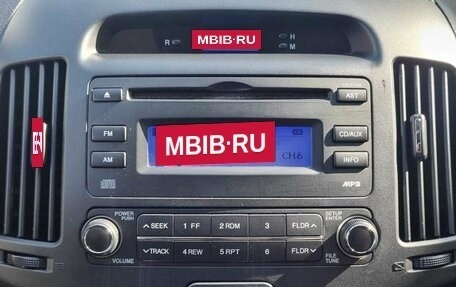 MBIB.RU
R H
M
AST
FM MBIB.RU CD/AUX
AM CH6 INFO
MP3
POWER
PUSH
∧ SEEK 1 FF 2 RDM 3 FLDR ∧
SETUP
ENTER
VOLUME
∨ TRACK 4 REW 5 RPT 6 FLDR ∨
FILE
TUNE